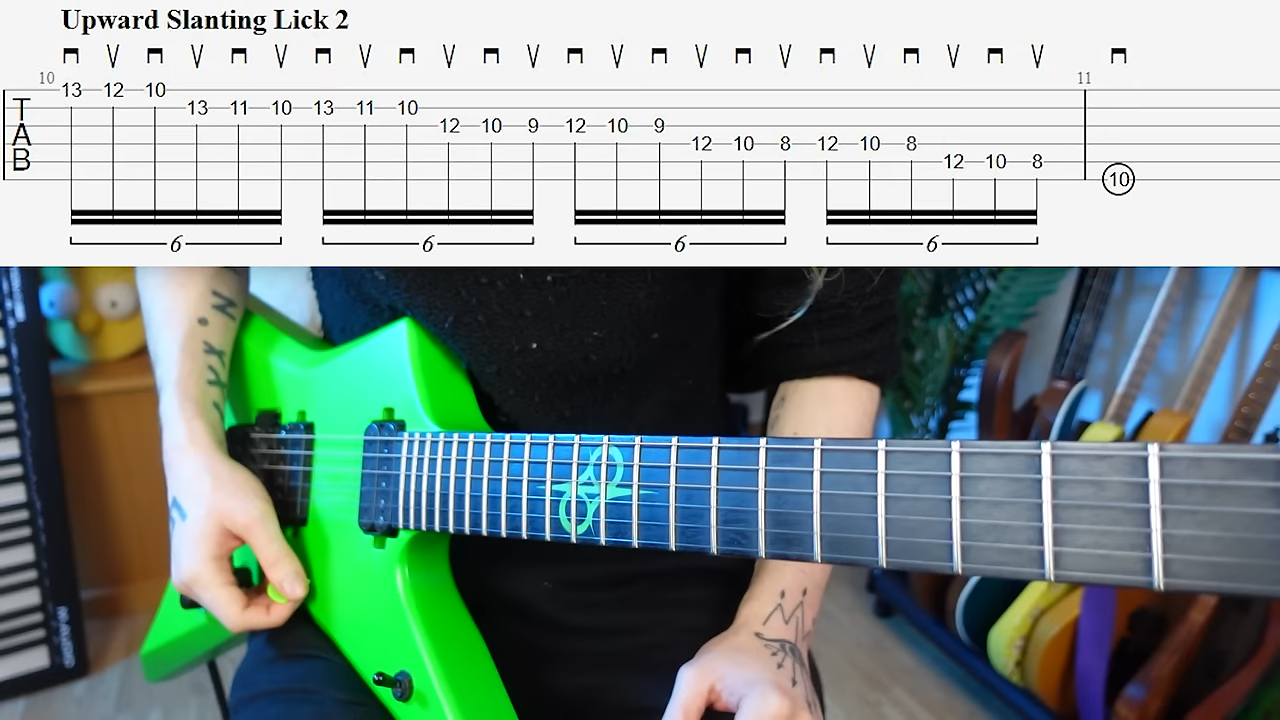 Upward Slanting Lick 2
10 11
13 12 10
13 11 10 13 11 10
T 12 10 9 12 10 9
A 12 10 8 12 10 8
B 12 10 8
10
6 6 6 6